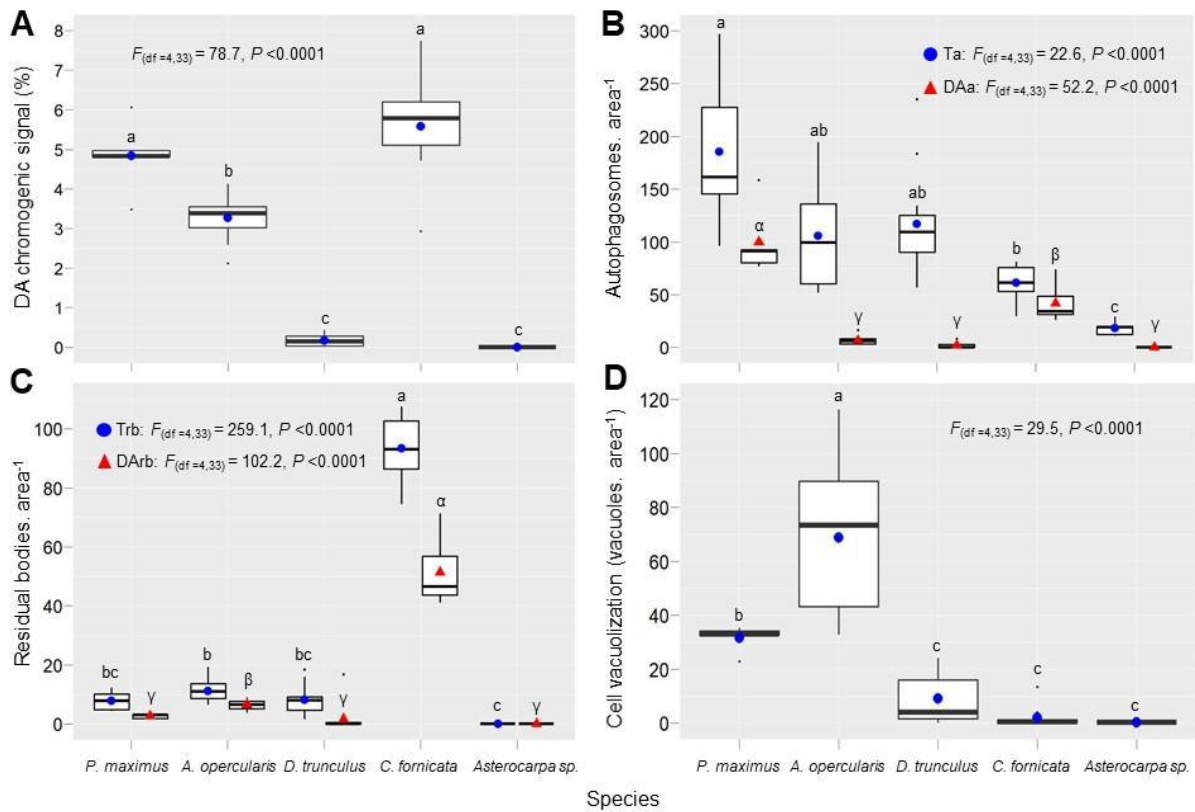 A
F(df =4,33) = 78.7, P <0.0001
DA chromogenic signal (%)
8
7
6
5
4
3
2
1
0
a
b
c
a
c
B
Ta: F(df =4,33) = 22.6, P <0.0001
DAa: F(df =4,33) = 52.2, P <0.0001
Autophagosomes. area-1
300
250
200
150
100
50
0
a
α
ab
γ
ab
γ
b
β
c
γ
C
Trb: F(df =4,33) = 259.1, P <0.0001
DArb: F(df =4,33) = 102.2, P <0.0001
Residual bodies. area-1
100
80
60
40
20
0
bc
γ
b
β
bc
γ
a
α
c
γ
P. maximus A. opercularis D. trunculus C. fornicata Asterocarpa sp.
D
F(df =4,33) = 29.5, P <0.0001
Cell vacuolization (vacuoles. area-1)
120
100
80
60
40
20
0
b
a
c
c
c
P. maximus A. opercularis D. trunculus C. fornicata Asterocarpa sp.
Species